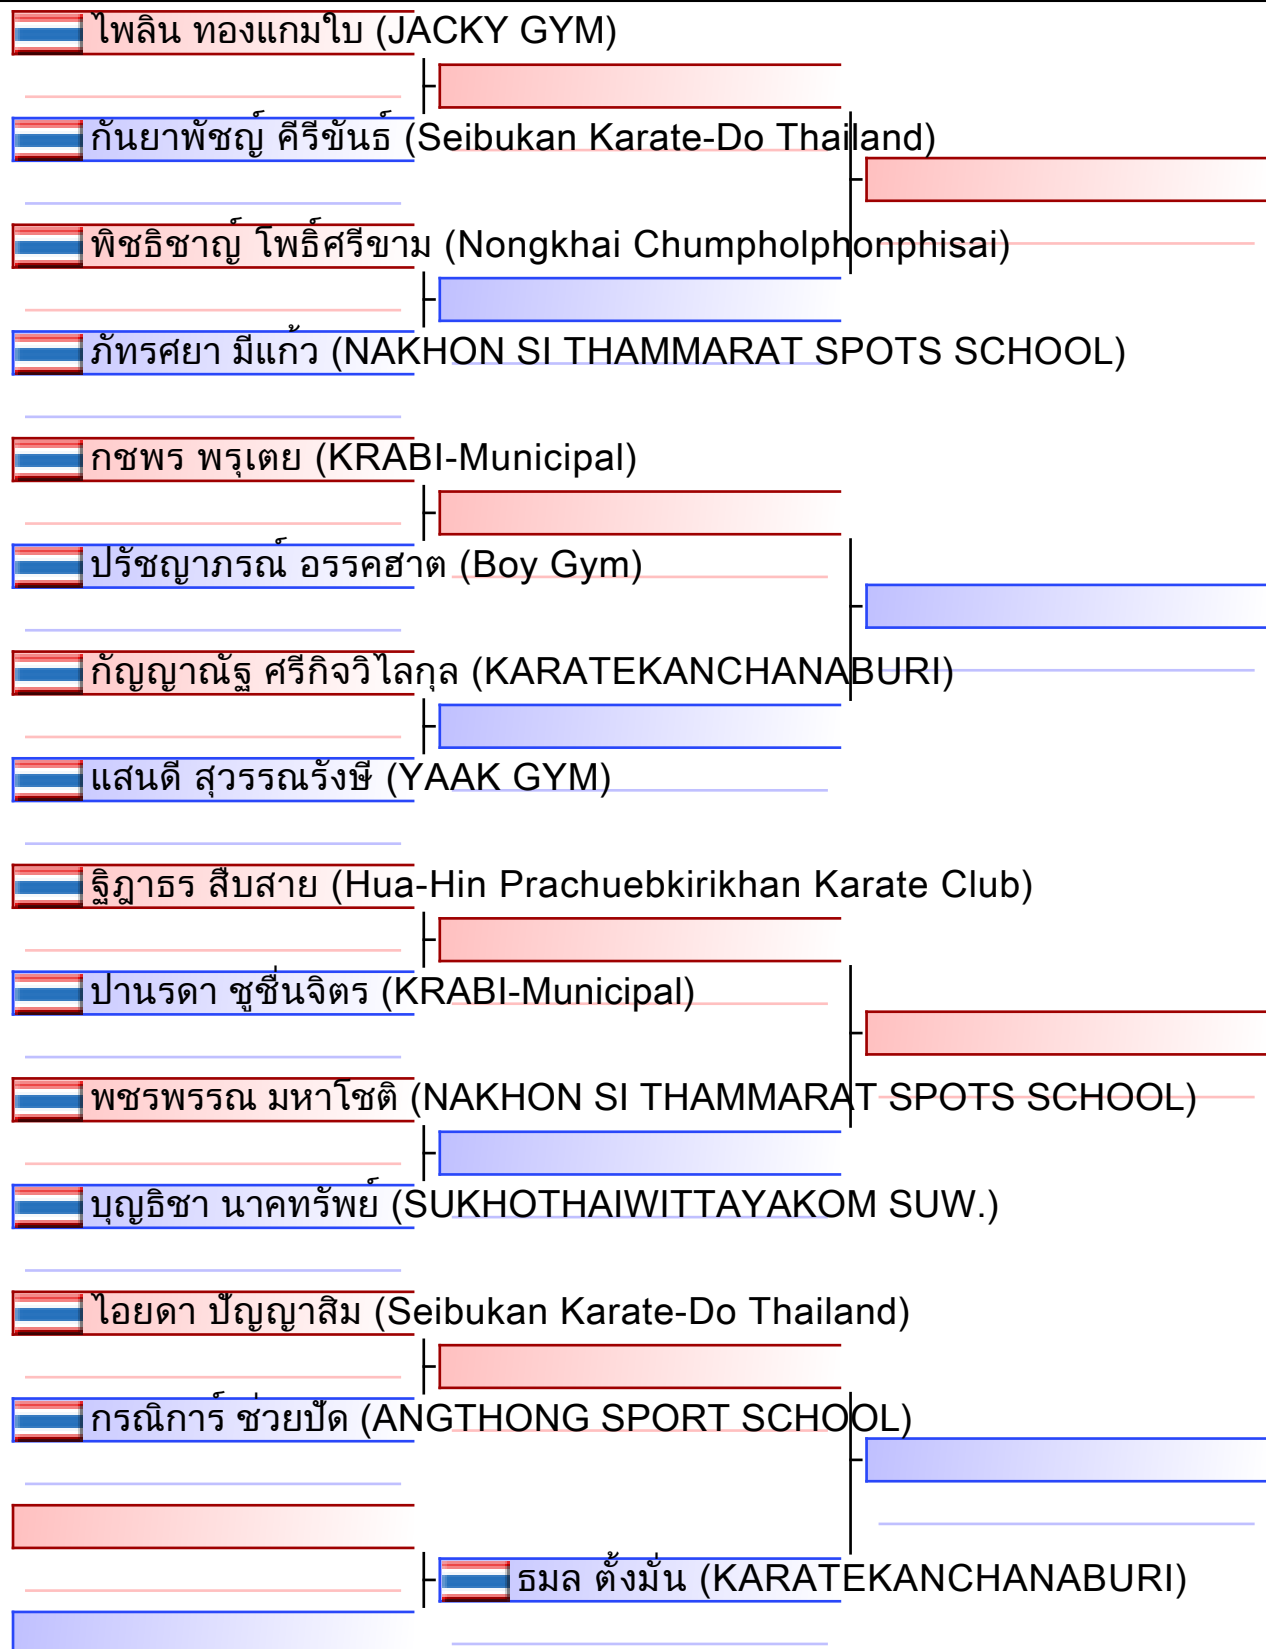 ไพลิน ทองแกมใบ (JACKY GYM)
กันยาพัชญ์ คีรีขันธ์ (Seibukan Karate-Do Thailand)
พิชธิชาญ์ โพธิ์ศรีขาม (Nongkhai Chumpholphonphisai)
ภัทรศยา มีแก้ว (NAKHON SI THAMMARAT SPOTS SCHOOL)
กชพร พรุเตย (KRABI-Municipal)
ปรัชญาภรณ์ อรรคฮาต (Boy Gym)
กัญญาณัฐ ศรีกิจวิไลกุล (KARATEKANCHANABURI)
แสนดี สุวรรณรังษี (YAAK GYM)
ฐิฎาธร สืบสาย (Hua-Hin Prachuebkirikhan Karate Club)
ปานรดา ชูชื่นจิตร (KRABI-Municipal)
พชรพรรณ มหาโชติ (NAKHON SI THAMMARAT SPOTS SCHOOL)
บุญธิชา นาคทรัพย์ (SUKHOTHAIWITTAYAKOM SUW.)
ไอยดา ปัญญาสิม (Seibukan Karate-Do Thailand)
กรณิการ์ ช่วยปัด (ANGTHONG SPORT SCHOOL)
ธมล ตั้งมั่น (KARATEKANCHANABURI)